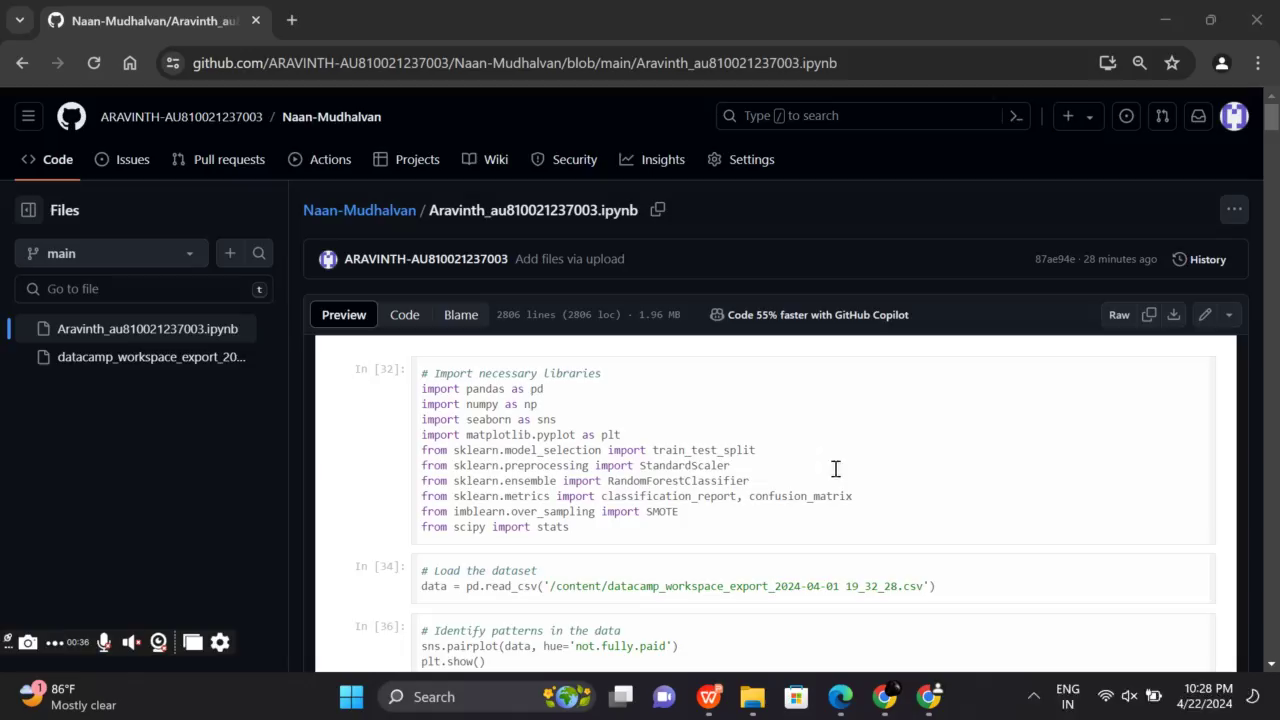 Naan-Mudhalvan/Aravinth_au
github.com/ARAVINTH-AU810021237003/Naan-Mudhalvan/blob/main/Aravinth_au810021237003.ipynb
ARAVINTH-AU810021237003 / Naan-Mudhalvan
Type / to search
Code Issues Pull requests Actions Projects Wiki Security Insights Settings
Files
Naan-Mudhalvan / Aravinth_au810021237003.ipynb
main
ARAVINTH-AU810021237003 Add files via upload 87ae94e · 28 minutes ago History
Go to file t
Preview Code Blame 2806 lines (2806 loc) · 1.96 MB Code 55% faster with GitHub Copilot Raw
Aravinth_au810021237003.ipynb
datacamp_workspace_export_20...
In [32]:
# Import necessary libraries
import pandas as pd
import numpy as np
import seaborn as sns
import matplotlib.pyplot as plt
from sklearn.model_selection import train_test_split
from sklearn.preprocessing import StandardScaler
from sklearn.ensemble import RandomForestClassifier
from sklearn.metrics import classification_report, confusion_matrix
from imblearn.over_sampling import SMOTE
from scipy import stats
In [34]:
# Load the dataset
data = pd.read_csv('/content/datacamp_workspace_export_2024-04-01 19_32_28.csv')
In [36]:
# Identify patterns in the data
sns.pairplot(data, hue='not.fully.paid')
plt.show()
00:36
1
86°F
Mostly clear
Search
ENG
IN
10:28 PM
4/22/2024